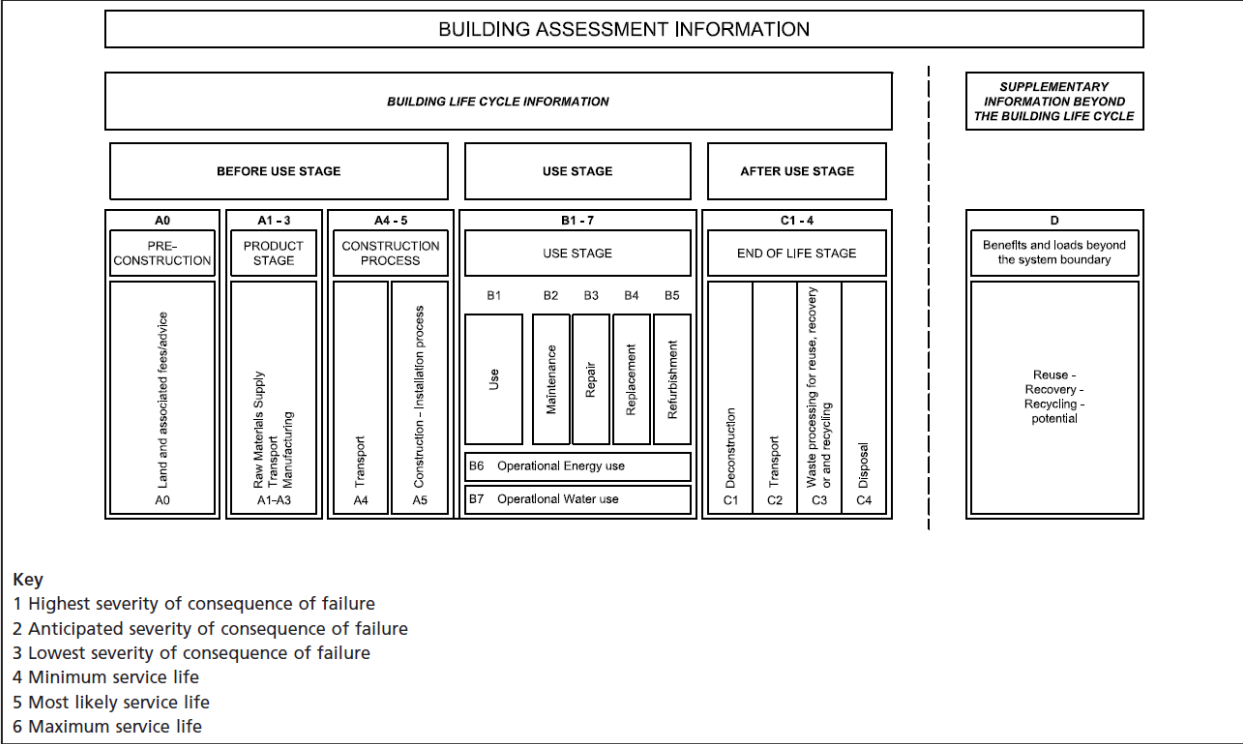 BUILDING ASSESSMENT INFORMATION
BUILDING LIFE CYCLE INFORMATION
SUPPLEMENTARY
INFORMATION BEYOND
THE BUILDING LIFE CYCLE
BEFORE USE STAGE
USE STAGE
AFTER USE STAGE
A0
PRE-
CONSTRUCTION
Land and associated fees/advice
A0
A1 - 3
PRODUCT
STAGE
Raw Materials Supply
Transport
Manufacturing
A1-A3
A4 - 5
CONSTRUCTION
PROCESS
Transport
A4
Construction - Installation process
A5
B1 - 7
USE STAGE
B1
Use
B2
Maintenance
B3
Repair
B4
Replacement
B5
Refurbishment
B6 Operational Energy use
B7 Operational Water use
C1 - 4
END OF LIFE STAGE
Deconstruction
C1
Transport
C2
Waste processing for reuse, recovery
or and recycling
C3
Disposal
C4
D
Benefits and loads beyond
the system boundary
Reuse -
Recovery -
Recycling -
potential
Key
1 Highest severity of consequence of failure
2 Anticipated severity of consequence of failure
3 Lowest severity of consequence of failure
4 Minimum service life
5 Most likely service life
6 Maximum service life